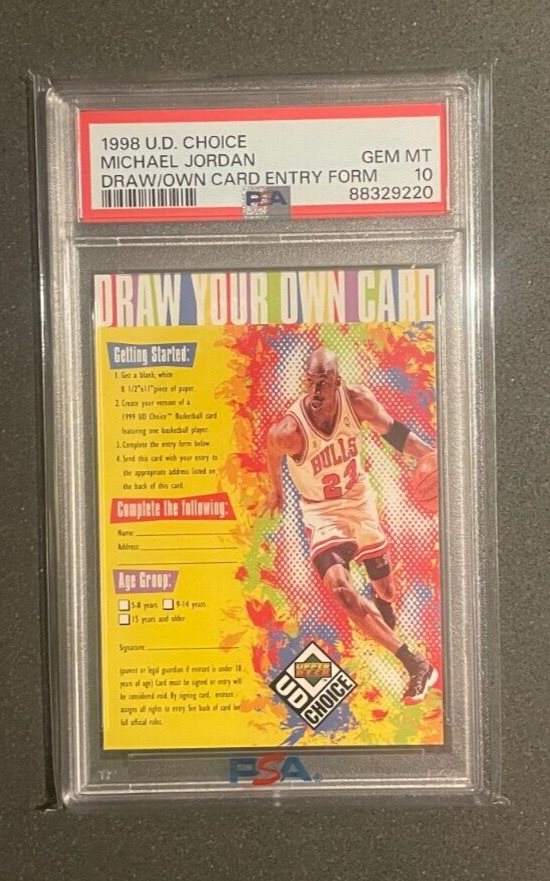 1998 U.D. CHOICE
MICHAEL JORDAN GEM MT
DRAW/OWN CARD ENTRY FORM 10
88329220
PSA
DRAW YOUR OWN CARD
Getting Started:
1. Get a blank, white
8 1/2"x11" piece of paper.
2. Create your version of a
1999 UD Choice™ Basketball card
featuring one basketball player.
3. Complete the entry form below.
4. Send this card with your entry to
the appropriate address listed on
the back of this card.
Complete the following:
Name
Address
Age Group:
5-8 years 9-14 years
15 years and older
Signature
(parent or legal guardian if entrant is under 18
years of age) Card must be signed or entry will
be considered void. By signing card, entrant
assigns all rights to entry. See back of card for
full official rules.
BULLS
23
UPPER DECK
UD CHOICE
PSA®